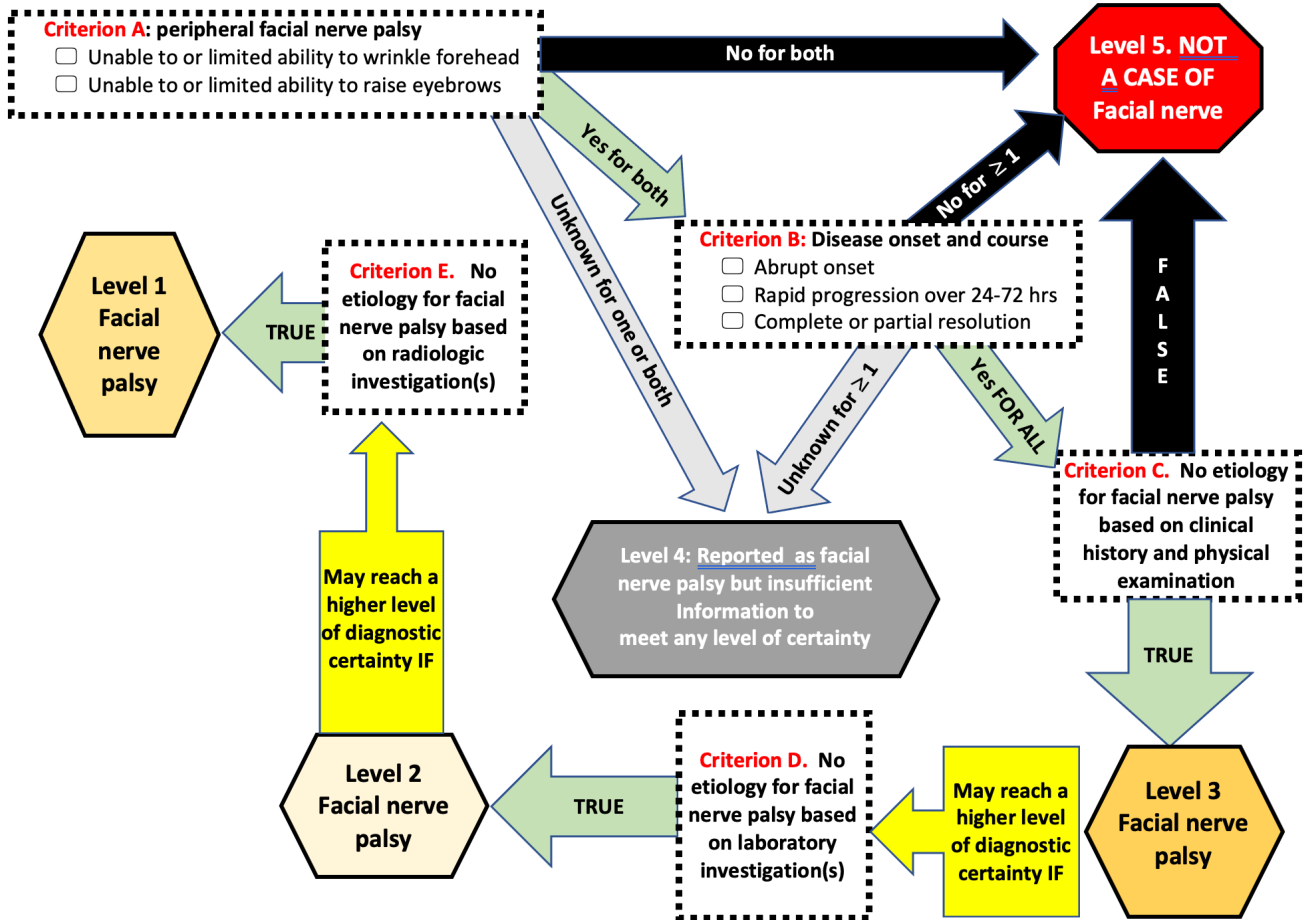 Criterion A: peripheral facial nerve palsy
Unable to or limited ability to wrinkle forehead
Unable to or limited ability to raise eyebrows
No for both
Level 5. NOT
A CASE OF
Facial nerve
Yes for both
Unknown for one or both
No for ≥ 1
Criterion B: Disease onset and course
Abrupt onset
Rapid progression over 24-72 hrs
Complete or partial resolution
Unknown for ≥ 1
Yes FOR ALL
F
A
L
S
E
Criterion C. No etiology
for facial nerve palsy
based on clinical
history and physical
examination
TRUE
Level 1
Facial
nerve
palsy
TRUE
Criterion E. No
etiology for facial
nerve palsy based
on radiologic
investigation(s)
May reach a
higher level
of diagnostic
certainty IF
Level 4: Reported as facial
nerve palsy but insufficient
Information to
meet any level of certainty
Level 2
Facial nerve
palsy
TRUE
Criterion D. No
etiology for facial
nerve palsy based
on laboratory
investigation(s)
May reach a
higher level
of diagnostic
certainty IF
Level 3
Facial nerve
palsy